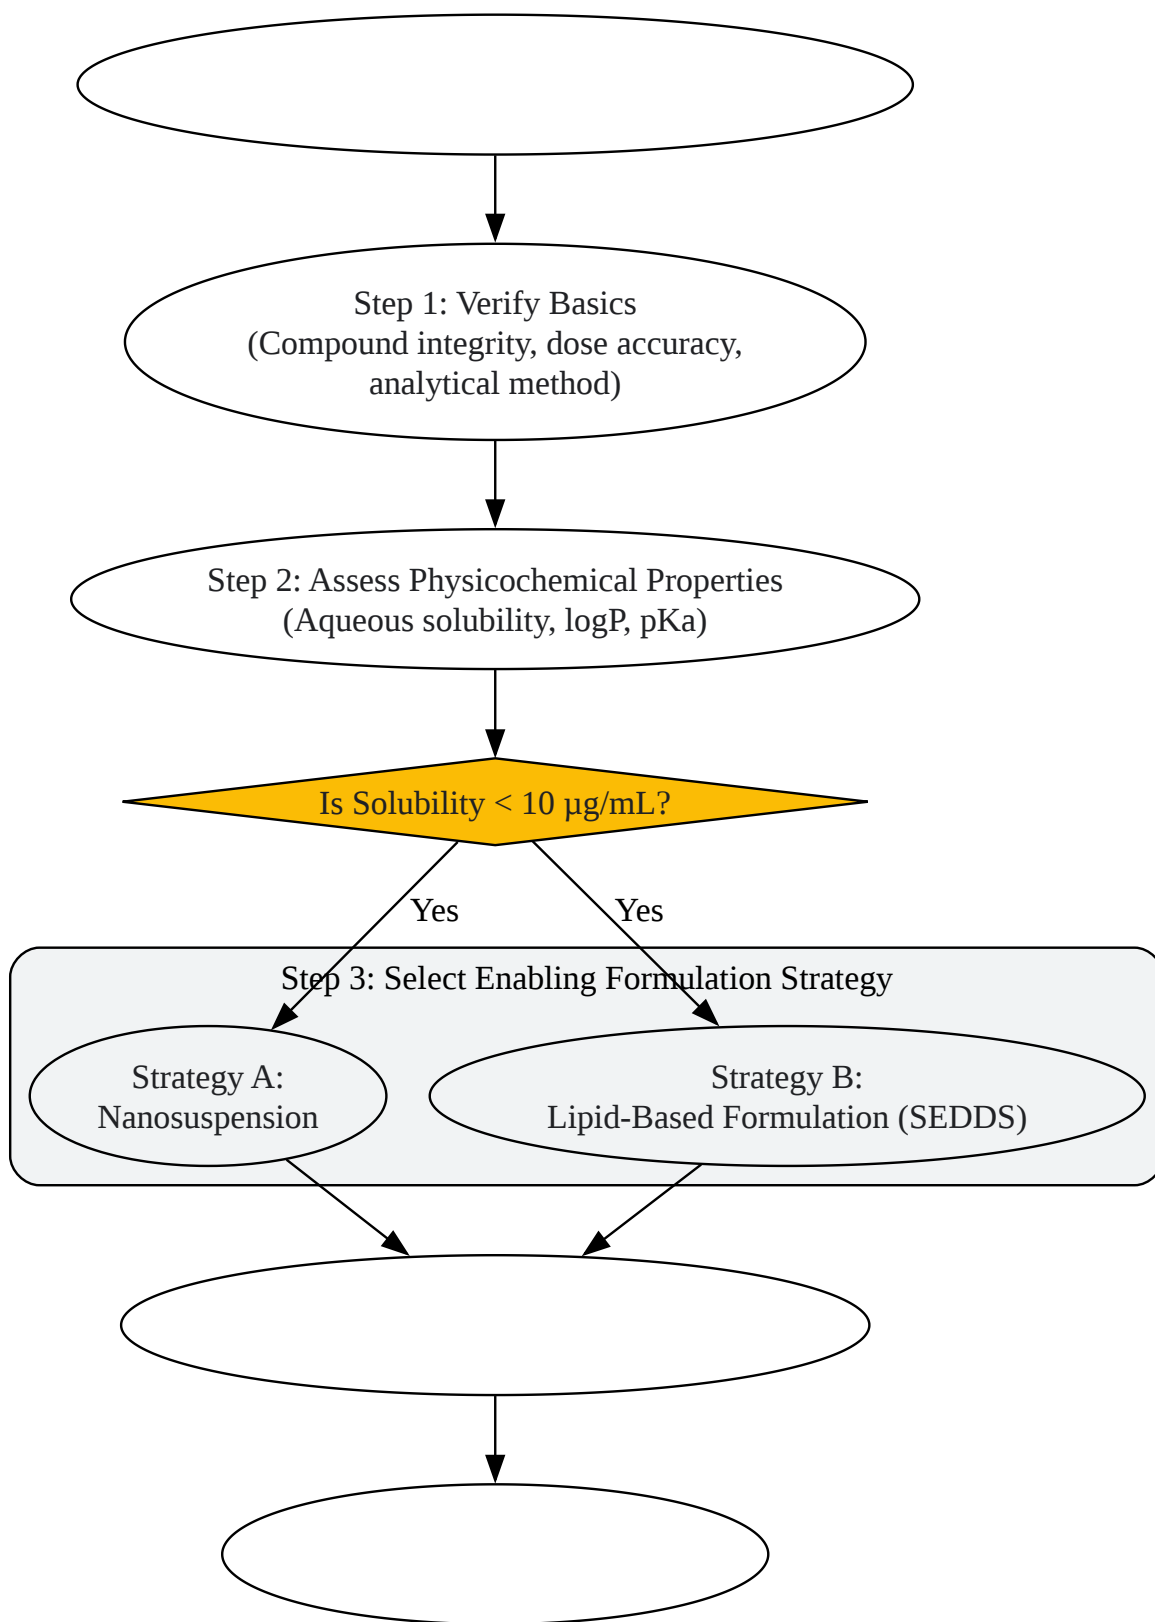 Step 1: Verify Basics
(Compound integrity, dose accuracy,
analytical method)
Step 2: Assess Physicochemical Properties
(Aqueous solubility, logP, pKa)
Is Solubility < 10 µg/mL?
Yes
Yes
Step 3: Select Enabling Formulation Strategy
Strategy A:
Nanosuspension
Strategy B:
Lipid-Based Formulation (SEDDS)